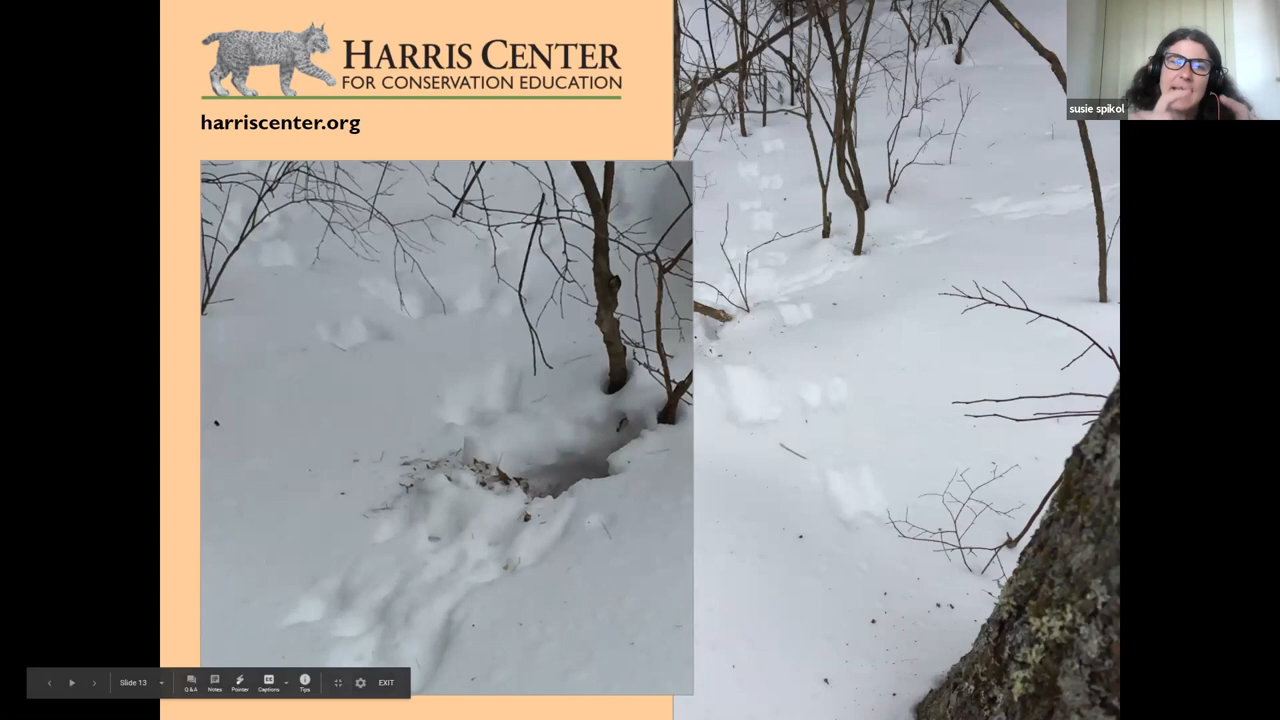 HARRIS CENTER
FOR CONSERVATION EDUCATION
harriscenter.org
susie spikol
Slide 13
Q&A
Notes
Pointer
Captions
Tips
EXIT